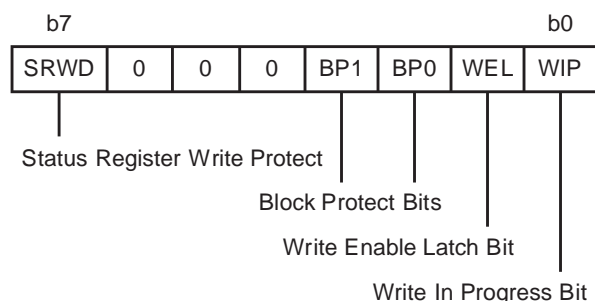 b7 b0
SRWD 0 0 0 BP1 BP0 WEL WIP
Status Register Write Protect
Block Protect Bits
Write Enable Latch Bit
Write In Progress Bit